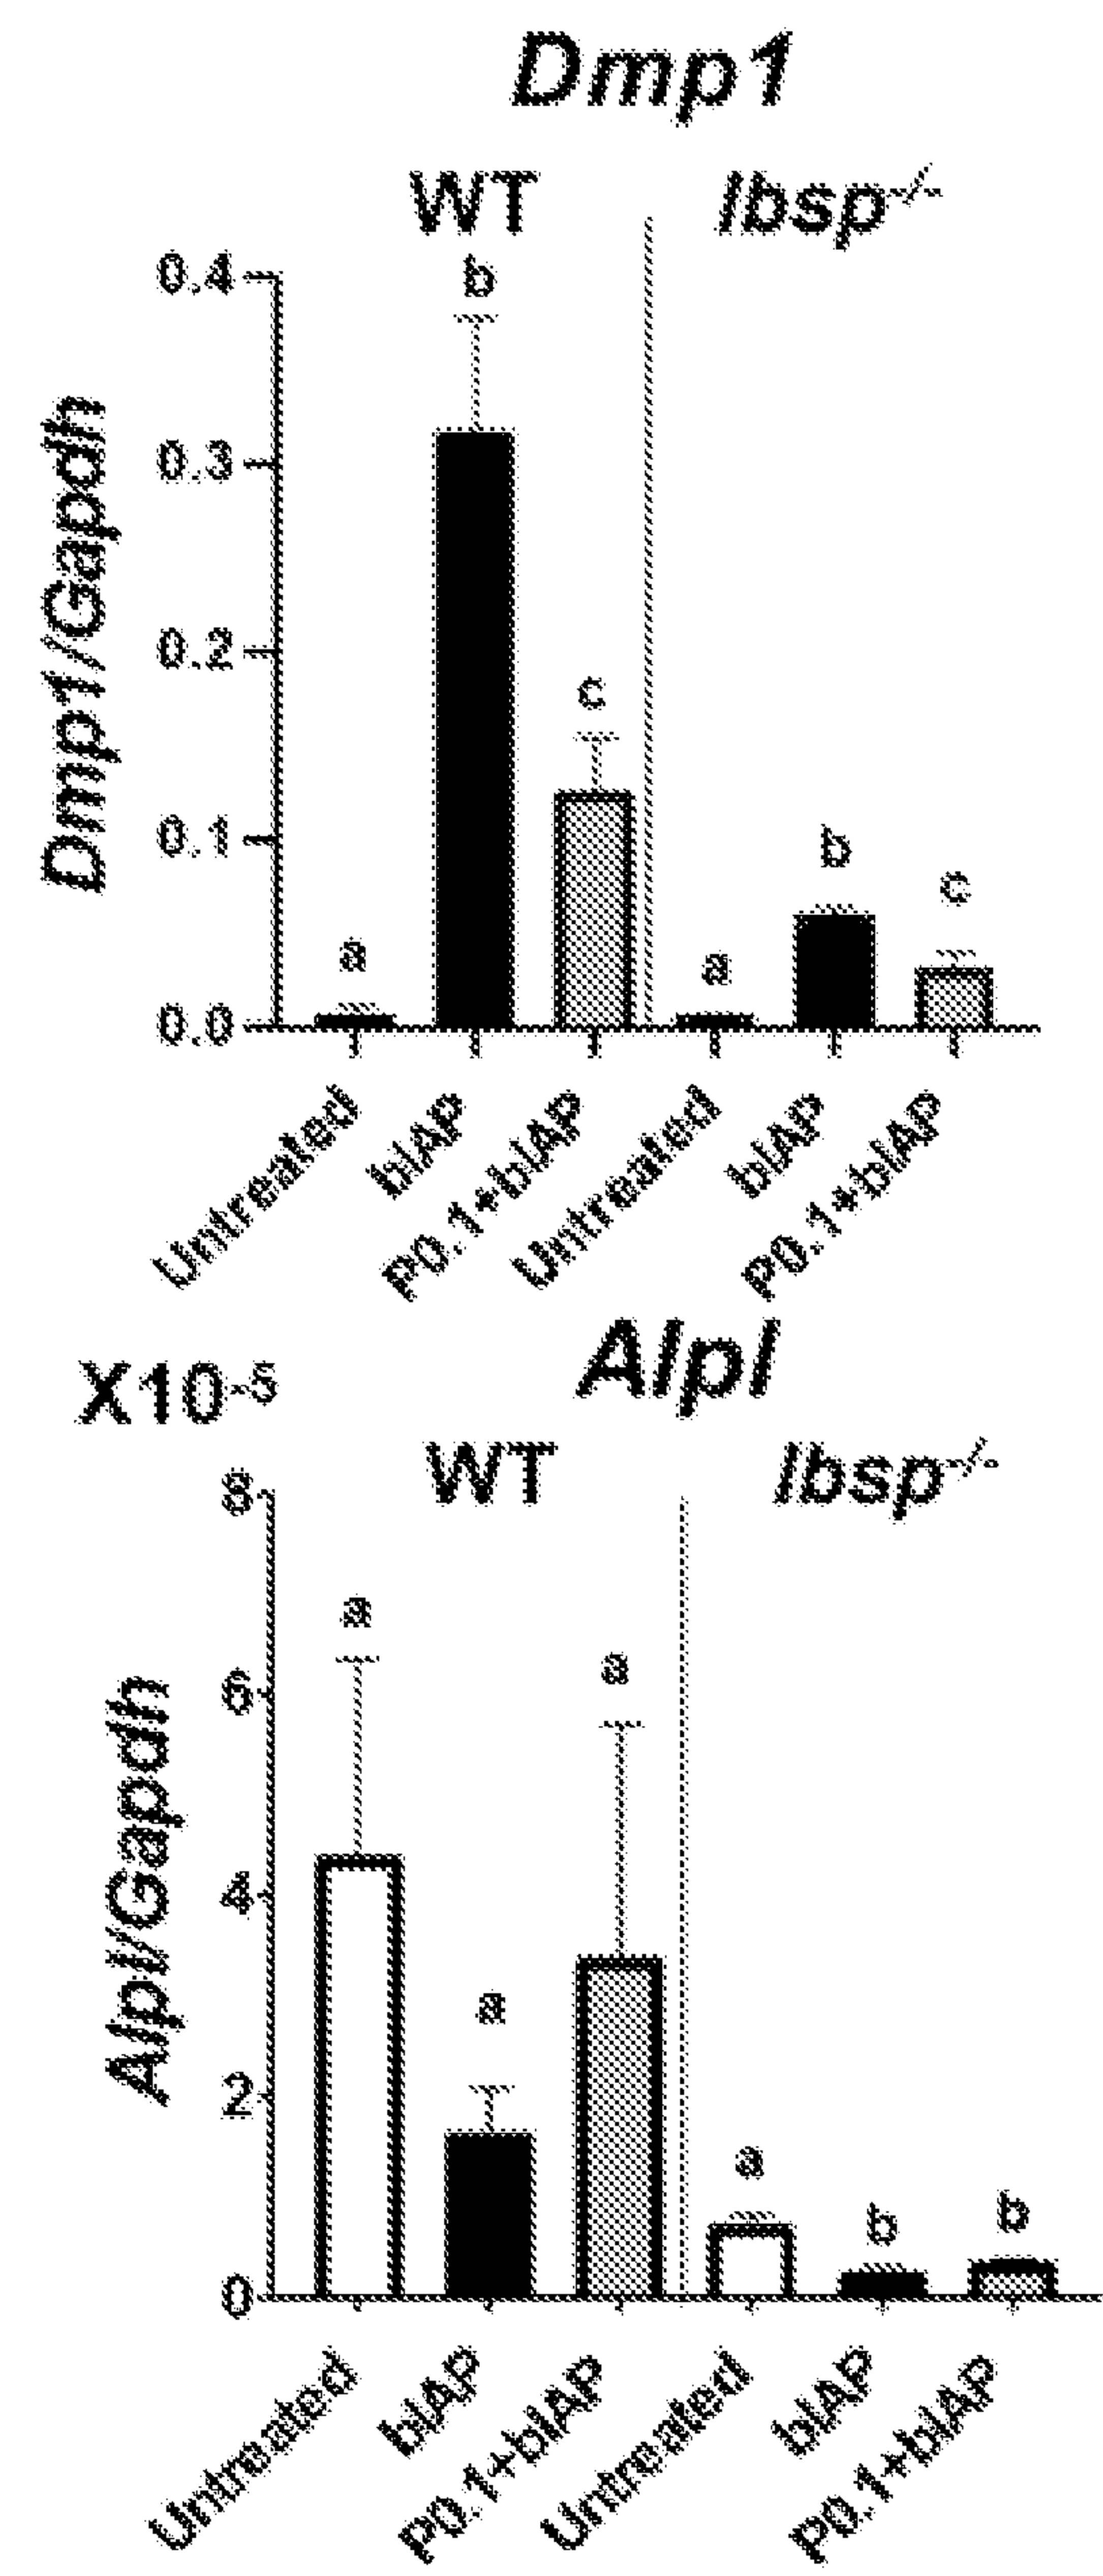 Dmp1
WT Ibsp-/-
Dmp1/Gapdh
0.4
0.3
0.2
0.1
0.0
a b c a b c
Untreated
bIAP
P0.1+bIAP
Untreated
bIAP
P0.1+bIAP
Alpl
X10-5
WT Ibsp-/-
Alpl/Gapdh
8
6
4
2
0
a a a a b b
Untreated
bIAP
P0.1+bIAP
Untreated
bIAP
P0.1+bIAP